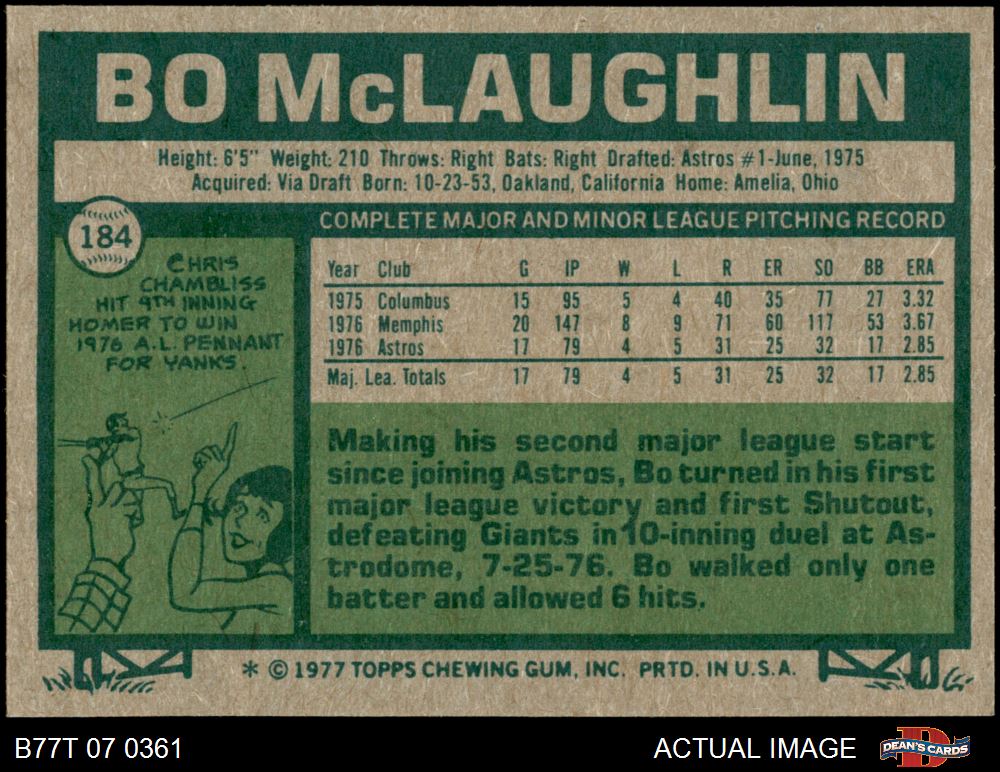 BO McLAUGHLIN
Height: 6'5" Weight: 210 Throws: Right Bats: Right Drafted: Astros #1-June, 1975
Acquired: Via Draft Born: 10-23-53, Oakland, California Home: Amelia, Ohio
184
COMPLETE MAJOR AND MINOR LEAGUE PITCHING RECORD
CHRIS
CHAMBLISS
HIT 9TH INNING
HOMER TO WIN
1976 A.L. PENNANT
FOR YANKS.
Year Club G IP W L R ER SO BB ERA
1975 Columbus 15 95 5 4 40 35 77 27 3.32
1976 Memphis 20 147 8 9 71 60 117 53 3.67
1976 Astros 17 79 4 5 31 25 32 17 2.85
Maj. Lea. Totals 17 79 4 5 31 25 32 17 2.85
Making his second major league start
since joining Astros, Bo turned in his first
major league victory and first Shutout,
defeating Giants in 10-inning duel at As-
trodome, 7-25-76. Bo walked only one
batter and allowed 6 hits.
* © 1977 TOPPS CHEWING GUM, INC. PRTD. IN U.S.A.
B77T 07 0361
ACTUAL IMAGE
DEAN'S CARDS